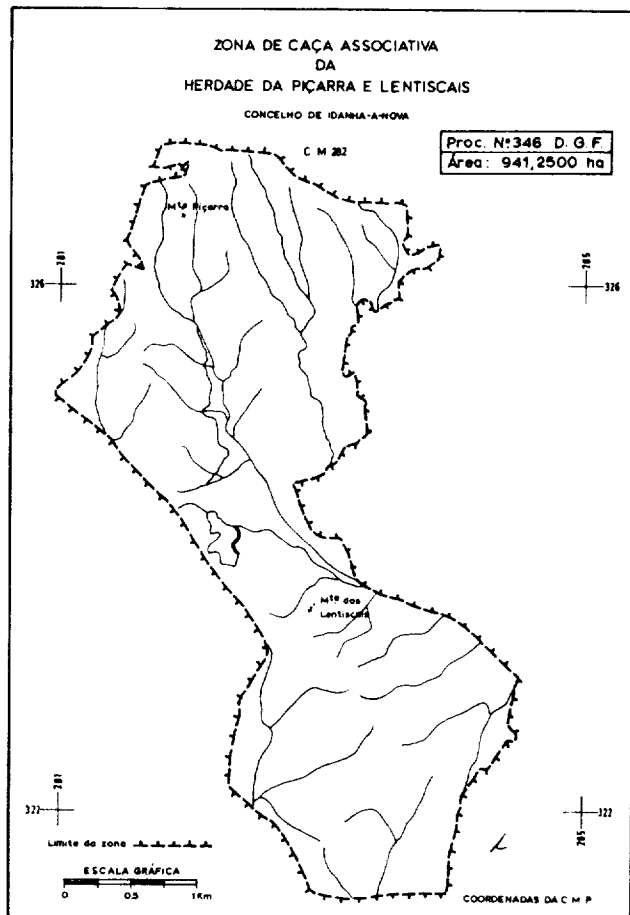 ZONA DE CAÇA ASSOCIATIVA
DA
HERDADE DA PIÇARRA E LENTISCAIS
CONCELHO DE IDANHA-A-NOVA
C M 282
Proc. Nº346 D. G. F.
Área: 941,2500 ha
Mte Piçarra
281
326
285
326
Mte dos
Lentiscais
281
322
285
322
Limite da zona
ESCALA GRÁFICA
0 0,5 1Km
COORDENADAS DA C M P